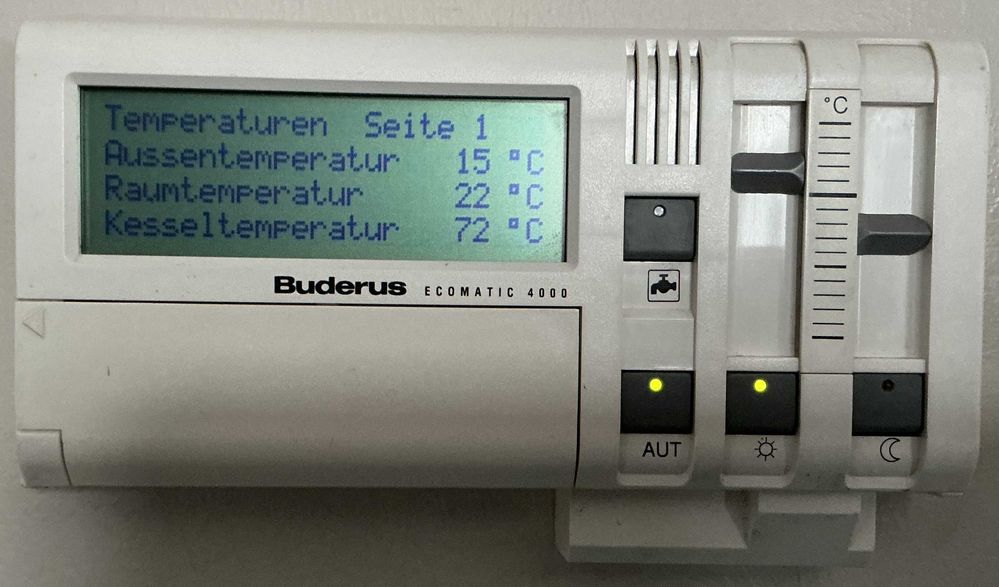 Temperaturen Seite 1
Aussentemperatur 15 °C
Raumtemperatur 22 °C
Kesseltemperatur 72 °C
Buderus ECOMATIC 4000
°C
AUT